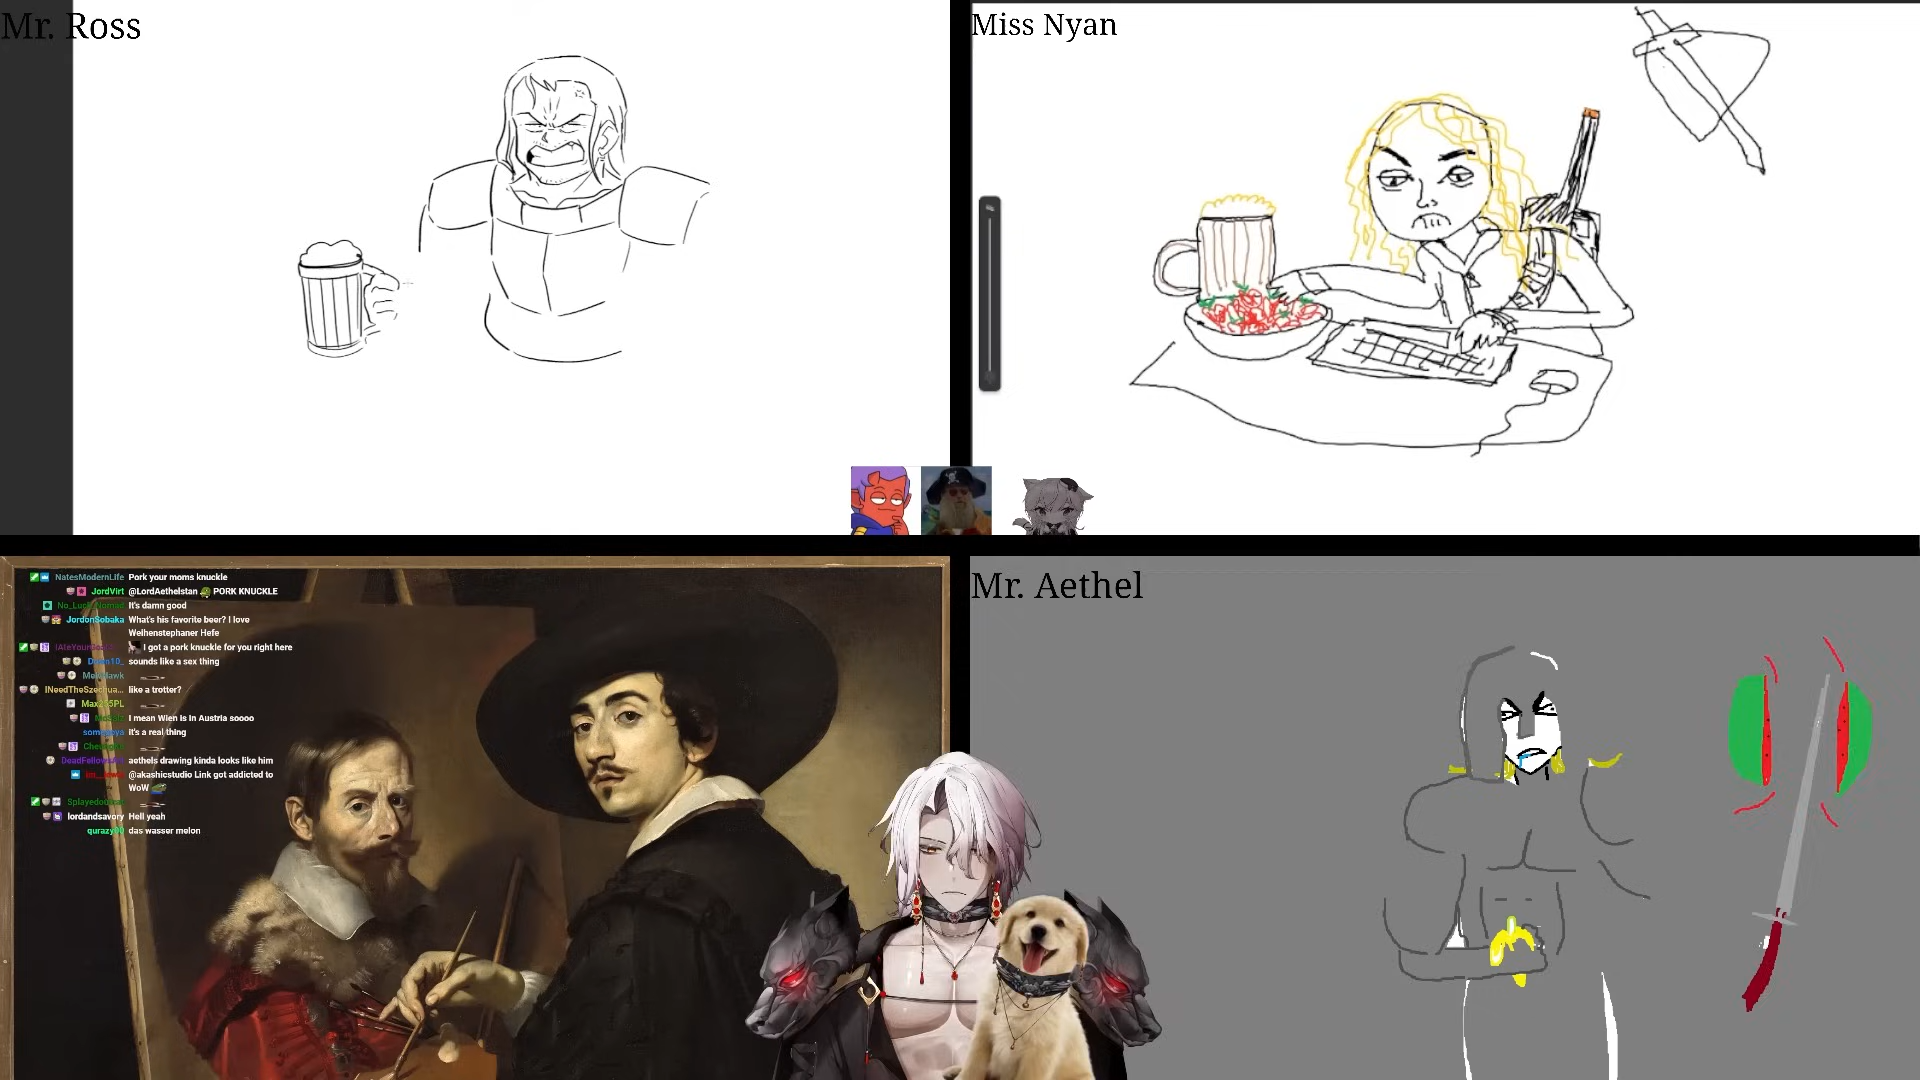 Mr. Ross
Miss Nyan
NatesModernLife Pork your moms knuckle
JordVirt @LordAethelstan PORK KNUCKLE
It's damn good
JordonSobaka What's his favorite beer? I love
Weihenstephaner Hefe
I got a pork knuckle for you right here
sounds like a sex thing
INeedTheSzechua... like a trotter?
I mean Wien is in Austria soooo
it's a real thing
aethels drawing kinda looks like him
@akashicstudio Link got addicted to
WoW
lordandsavory Hell yeah
das wasser melon
Mr. Aethel